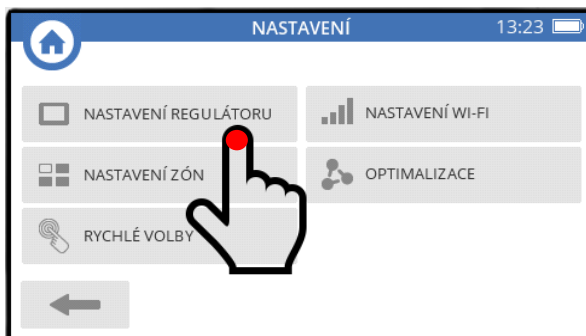 NASTAVENÍ 13:23
NASTAVENÍ REGULÁTORU
NASTAVENÍ WI-FI
NASTAVENÍ ZÓN
OPTIMALIZACE
RYCHLÉ VOLBY